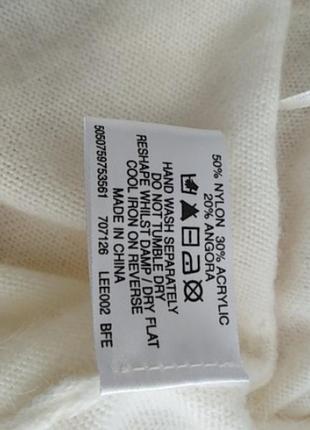 50% NYLON 30% ACRYLIC
20% ANGORA
HAND WASH SEPARATELY
DO NOT TUMBLE DRY
RESHAPE WHILST DAMP / DRY FLAT
COOL IRON ON REVERSE
MADE IN CHINA
5050759753561 707126 LEE002 BFE